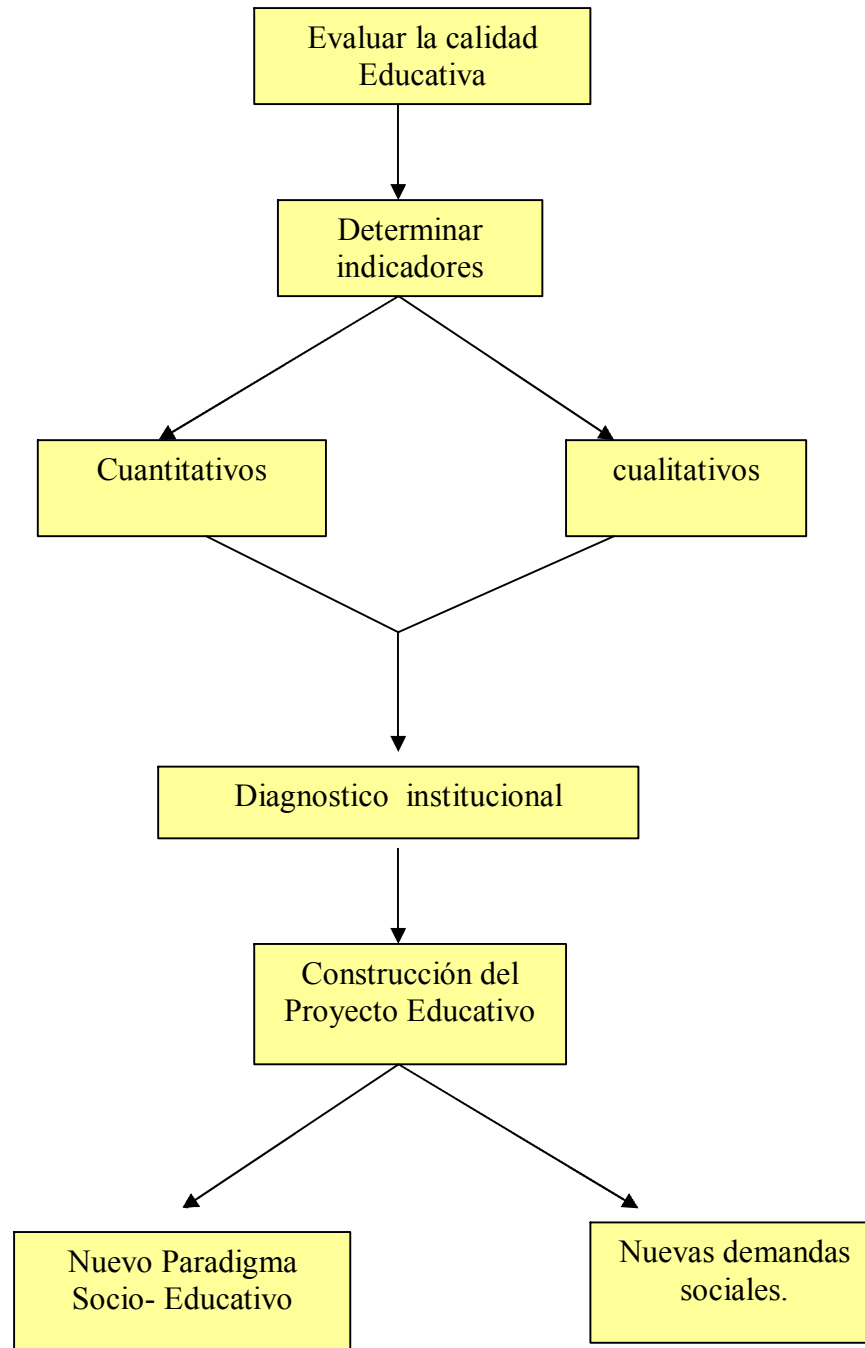 Evaluar la calidad
Educativa
Determinar
indicadores
Cuantitativos
cualitativos
Diagnostico  institucional
Construcción del
Proyecto Educativo
Nuevo Paradigma
Socio- Educativo
Nuevas demandas
sociales.